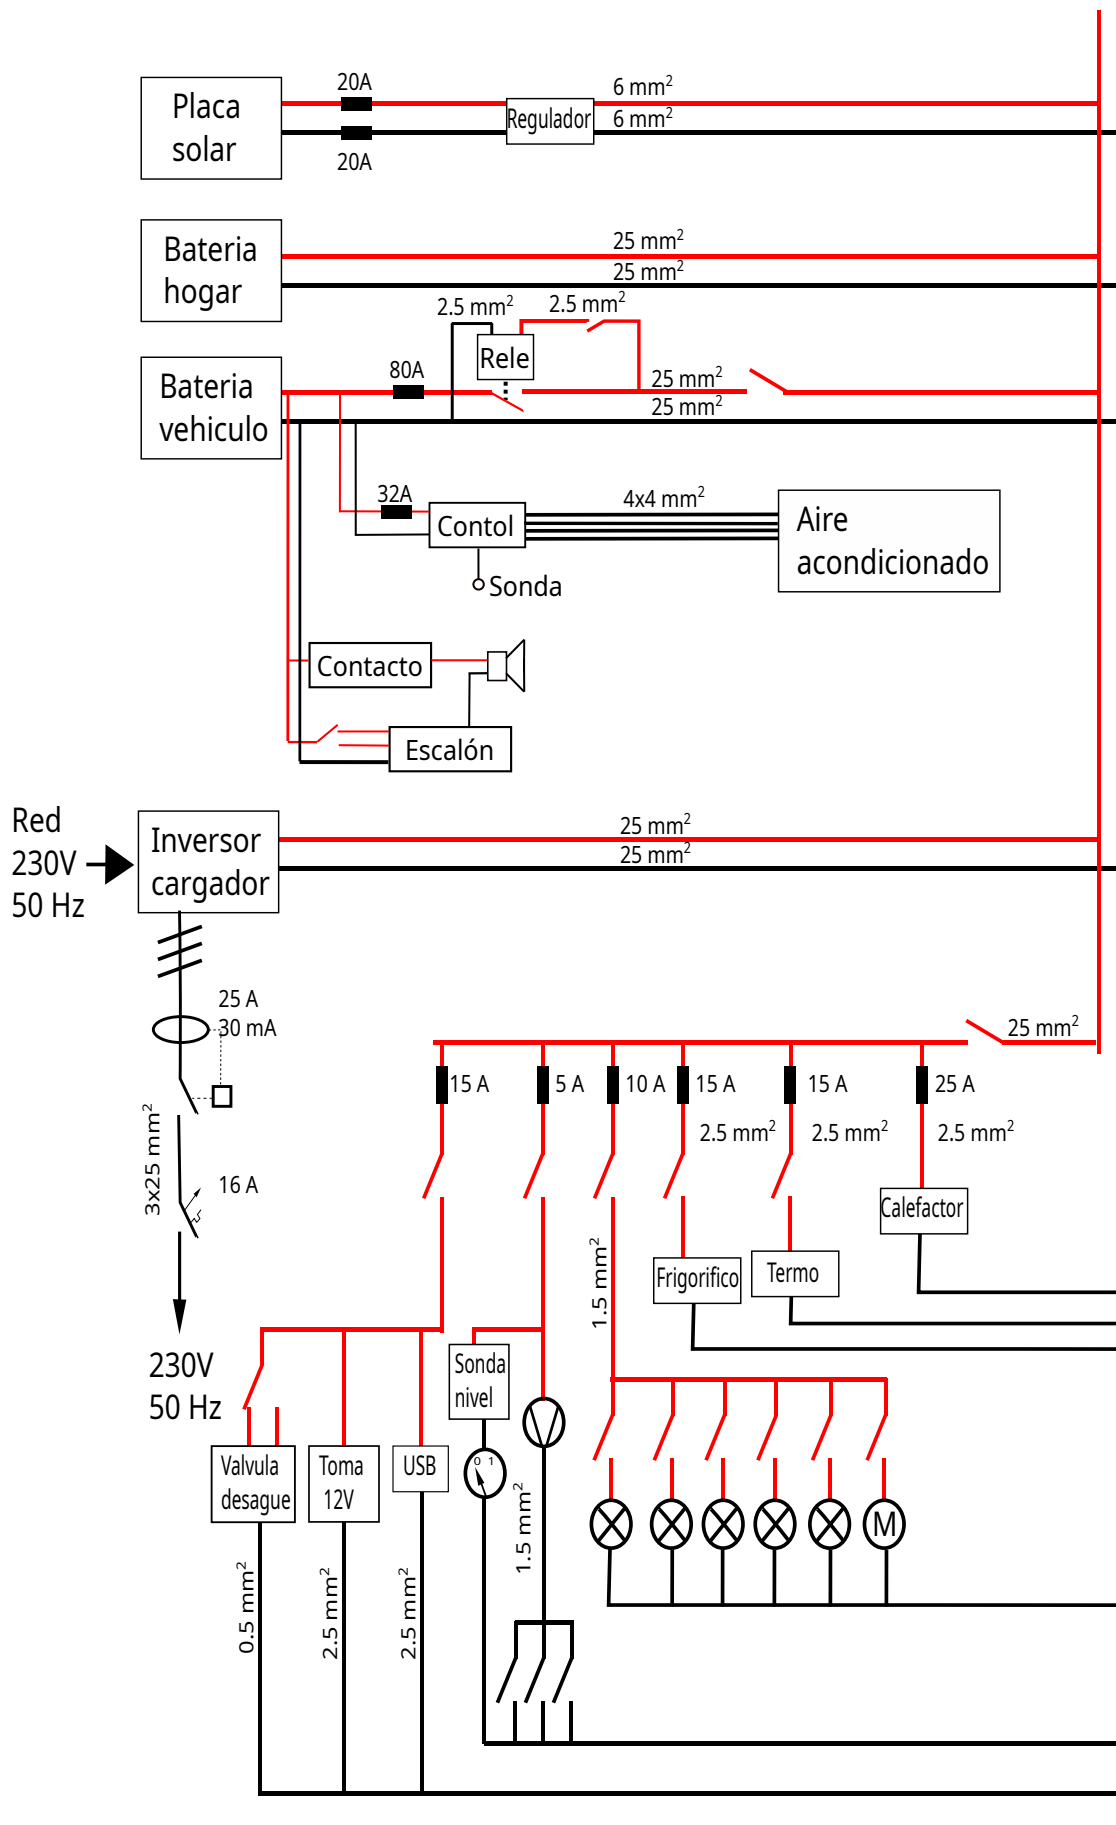 20A
6 mm²
Placa
solar
Regulador
6 mm²
20A
Bateria
hogar
25 mm²
25 mm²
2.5 mm²
2.5 mm²
Rele
80A
25 mm²
25 mm²
Bateria
vehiculo
32A
Contol
4x4 mm²
Aire
acondicionado
Sonda
Contacto
Escalón
Red
230V
50 Hz
Inversor
cargador
25 mm²
25 mm²
25 A
30 mA
25 mm²
15 A
5 A
10 A
15 A
15 A
25 A
2.5 mm²
2.5 mm²
2.5 mm²
3x25 mm²
16 A
Calefactor
1.5 mm²
Frigorifico
Termo
230V
50 Hz
Sonda
nivel
Valvula
desague
Toma
12V
USB
0 1
1.5 mm²
M
0.5 mm²
2.5 mm²
2.5 mm²